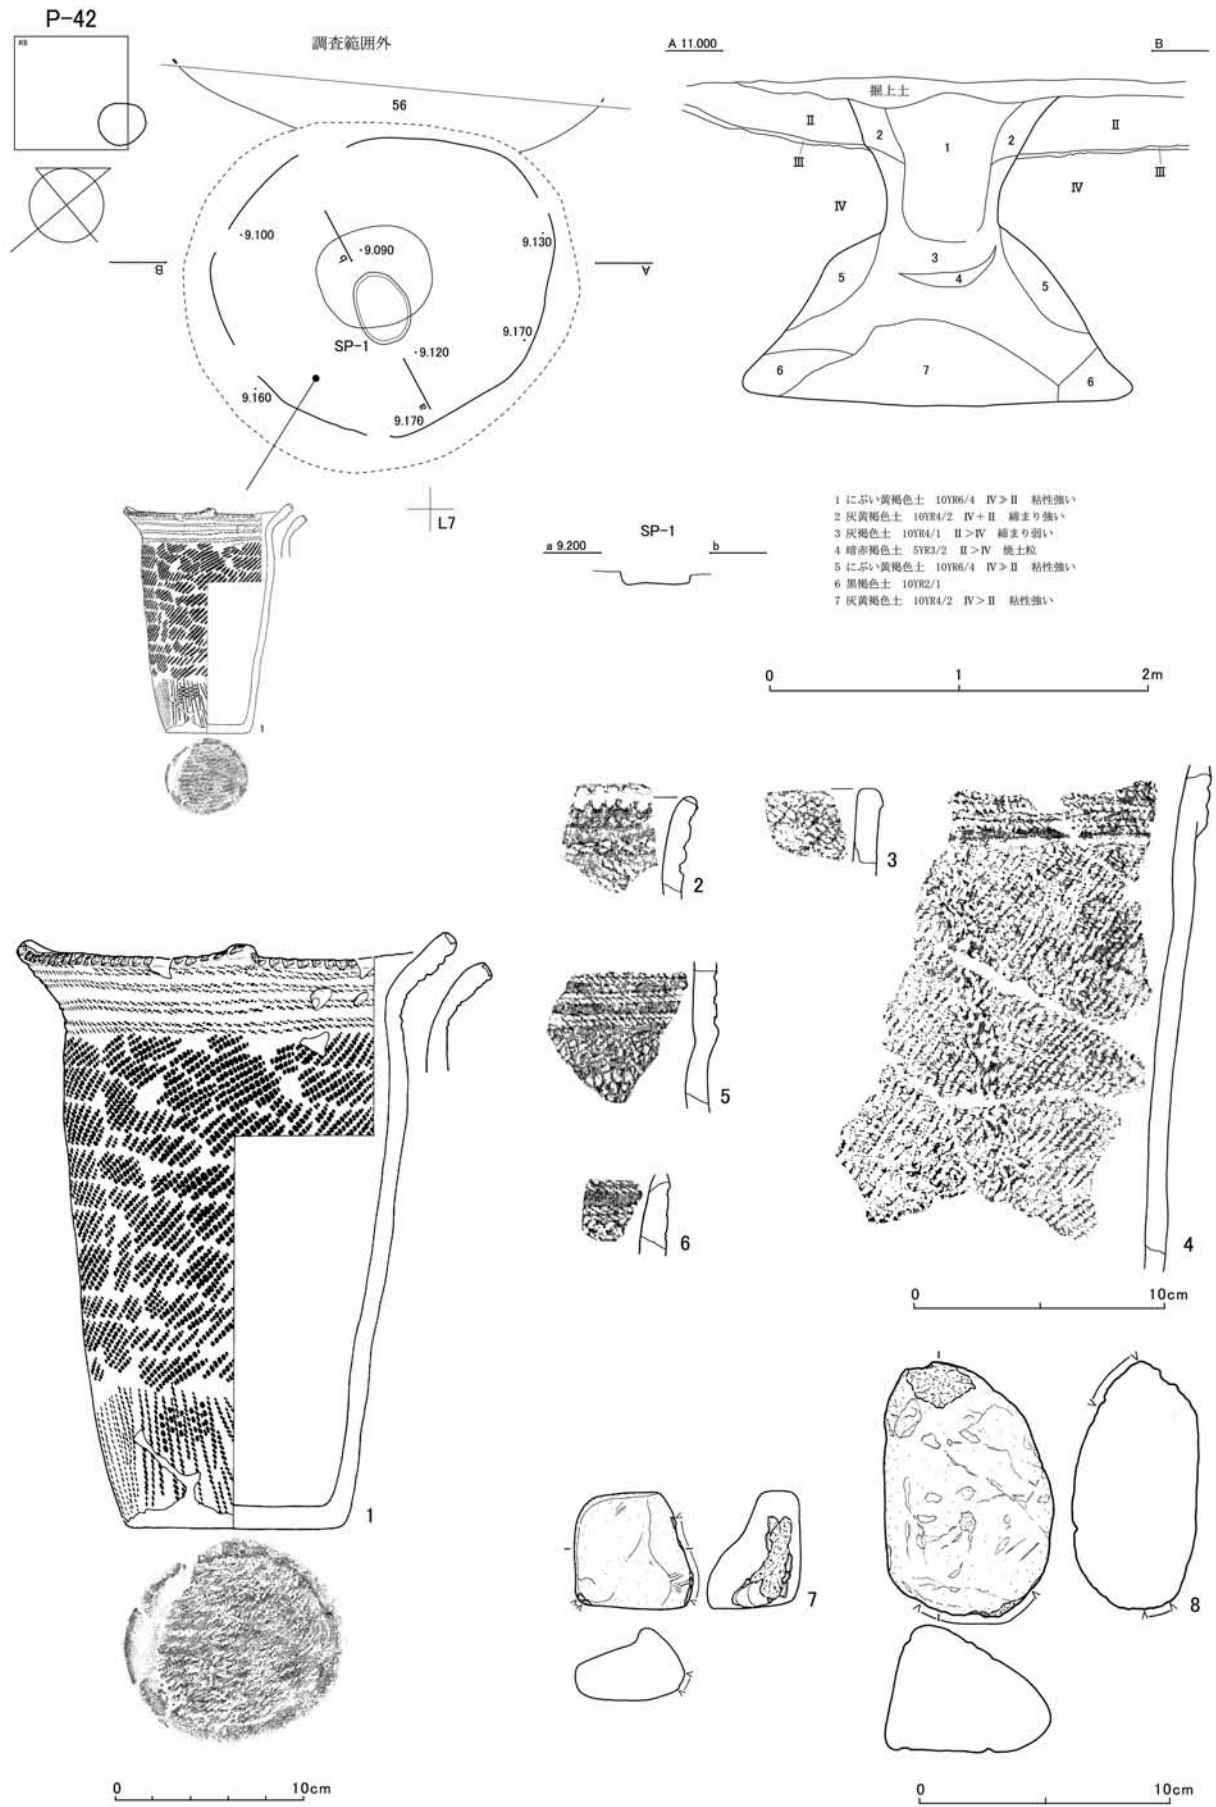 P-42
K6
調査範囲外
56
9.100
9.090
9.130
B
A
SP-1
9.170
9.120
9.160
9.170
b
a
L7
A 11.000
B
掘上土
Ⅱ
2
1
2
Ⅱ
Ⅲ
Ⅲ
Ⅳ
Ⅳ
3
4
5
5
6
7
6
SP-1
a 9.200
b
1 にぶい黄褐色土 10YR6/4 Ⅳ≫Ⅱ 粘性強い
2 灰黄褐色土 10YR4/2 Ⅳ+Ⅱ 締まり強い
3 灰褐色土 10YR4/1 Ⅱ>Ⅳ 締まり弱い
4 暗赤褐色土 5YR3/2 Ⅱ>Ⅳ 焼土粒
5 にぶい黄褐色土 10YR6/4 Ⅳ≫Ⅱ 粘性強い
6 黒褐色土 10YR2/1
7 灰黄褐色土 10YR4/2 Ⅳ>Ⅱ 粘性強い
0 1 2m
1
2
3
4
5
6
0 10cm
1
7
8
0 10cm
0 10cm